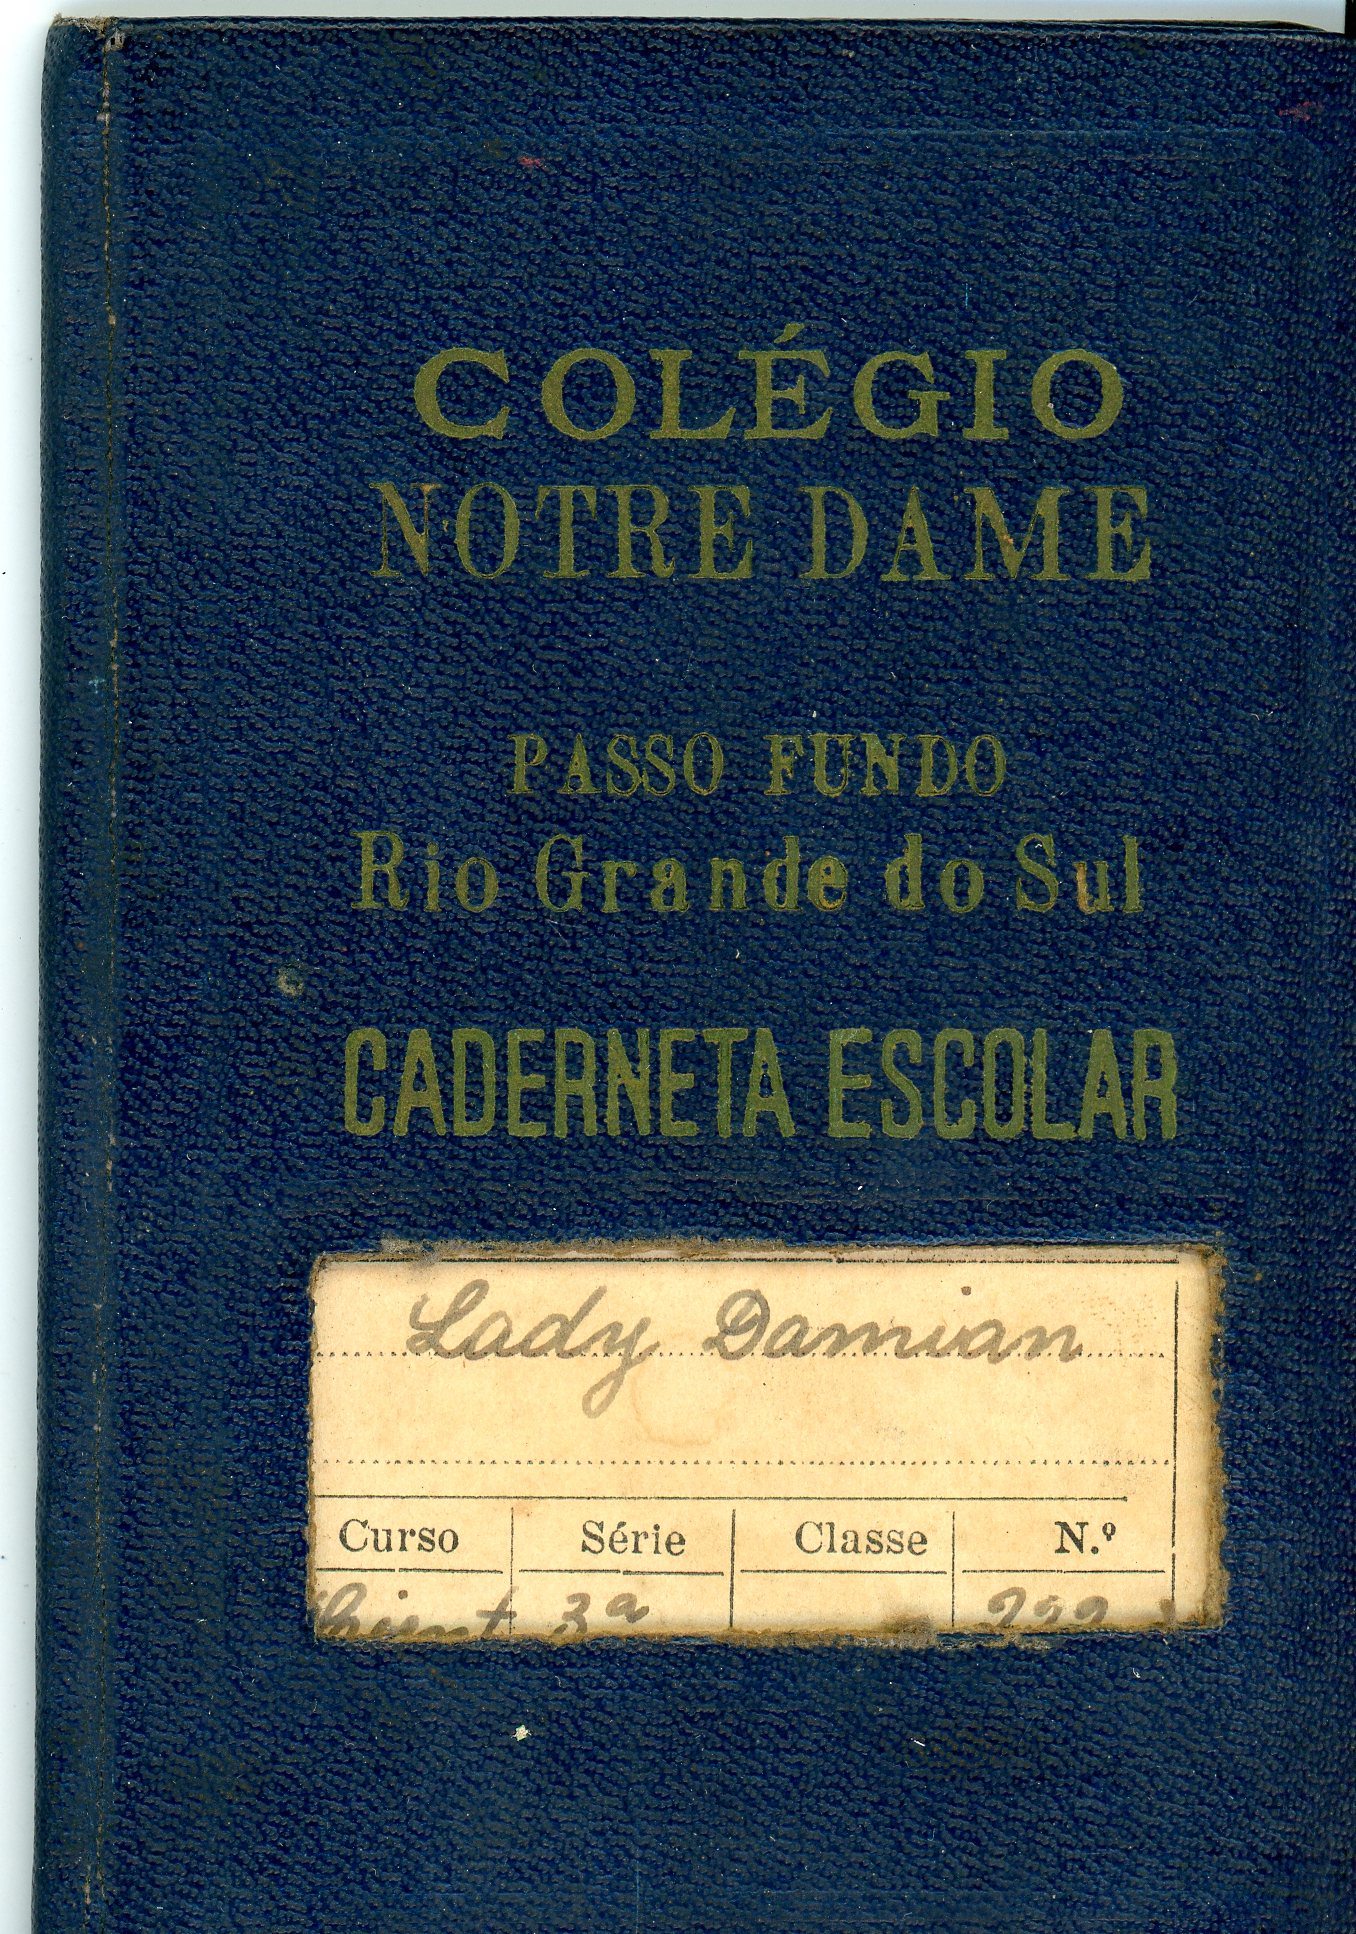 COLÉGIO
NOTRE DAME
PASSO FUNDO
Rio Grande do Sul
CADERNETA ESCOLAR
Lady Damian
Curso Série Classe N.º
3ª